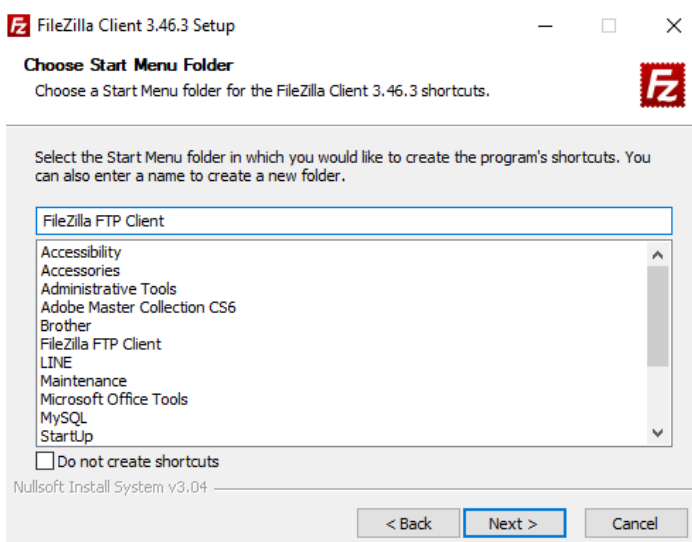 Fz FileZilla Client 3.46.3 Setup
Choose Start Menu Folder
Choose a Start Menu folder for the FileZilla Client 3.46.3 shortcuts.
Fz
Select the Start Menu folder in which you would like to create the program's shortcuts. You
can also enter a name to create a new folder.
FileZilla FTP Client
Accessibility
Accessories
Administrative Tools
Adobe Master Collection CS6
Brother
FileZilla FTP Client
LINE
Maintenance
Microsoft Office Tools
MySQL
StartUp
Do not create shortcuts
Nullsoft Install System v3.04
< Back Next > Cancel